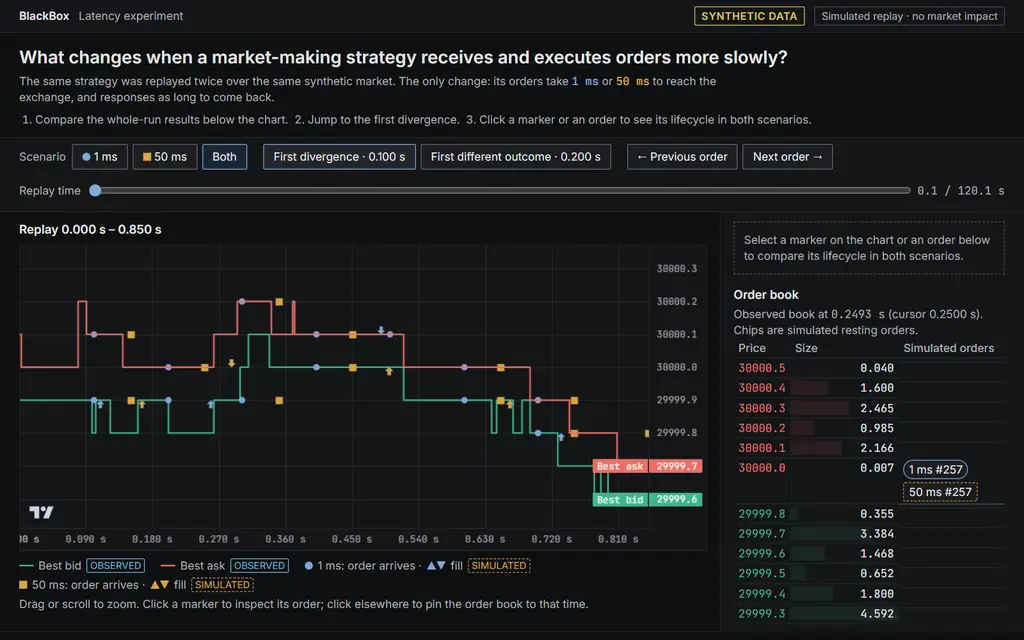 BlackBox Latency experiment SYNTHETIC DATA Simulated replay · no market impact
What changes when a market-making strategy receives and executes orders more slowly?
The same strategy was replayed twice over the same synthetic market. The only change: its orders take 1 ms or 50 ms to reach the
exchange, and responses as long to come back.
1. Compare the whole-run results below the chart. 2. Jump to the first divergence. 3. Click a marker or an order to see its lifecycle in both scenarios.
Scenario 1 ms 50 ms Both First divergence · 0.100 s First different outcome · 0.200 s ← Previous order Next order →
Replay time 0.1 / 120.1 s
Replay 0.000 s – 0.850 s
30000.3
30000.2
30000.1
30000.0
29999.9
29999.8
Best ask 29999.7
Best bid 29999.6
00 s 0.090 s 0.180 s 0.270 s 0.360 s 0.450 s 0.540 s 0.630 s 0.720 s 0.810 s
Best bid OBSERVED Best ask OBSERVED 1 ms: order arrives · ▲▼ fill SIMULATED
50 ms: order arrives · ▲▼ fill SIMULATED
Drag or scroll to zoom. Click a marker to inspect its order; click elsewhere to pin the order book to that time.
Select a marker on the chart or an order below
to compare its lifecycle in both scenarios.
Order book
Observed book at 0.2493 s (cursor 0.2500 s).
Chips are simulated resting orders.
Price Size Simulated orders
30000.5 0.040
30000.4 1.600
30000.3 2.465
30000.2 0.985
30000.1 2.166
30000.0 0.007 1 ms #257
50 ms #257
29999.8 0.355
29999.7 3.384
29999.6 1.468
29999.5 0.652
29999.4 1.800
29999.3 4.592